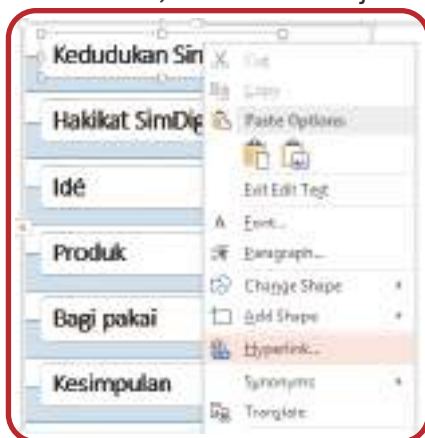 Kedudukan Sin
Hakikat SimDig
Idé
Produk
Bagi pakai
Kesimpulan
Cut
Copy
Paste Options:
Exit Edit Text
A Font...
Paragraph...
Change Shape
Add Shape
Hyperlink...
Synonyms
Translate